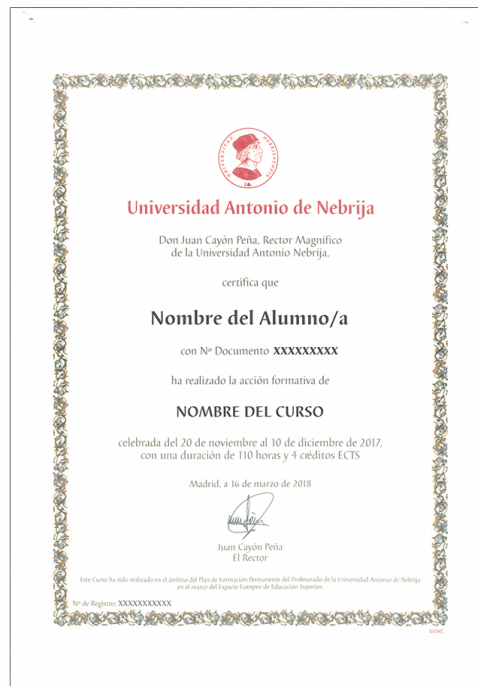 UNIVERSITAS NEBRISSENSIS
Universidad Antonio de Nebrija
Don Juan Cayón Peña, Rector Magnífico
de la Universidad Antonio Nebrija,
certifica que
Nombre del Alumno/a
con Nº Documento XXXXXXXXX
ha realizado la acción formativa de
NOMBRE DEL CURSO
celebrada del 20 de noviembre al 10 de diciembre de 2017,
con una duración de 110 horas y 4 créditos ECTS
Madrid, a 16 de marzo de 2018
Juan Cayón Peña
El Rector
Este Curso ha sido realizado en el ámbito del Plan de Formación Permanente del Profesorado de la Universidad Antonio de Nebrija
en el marco del Espacio Europeo de Educación Superior.
Nº de Registro: XXXXXXXXXXX